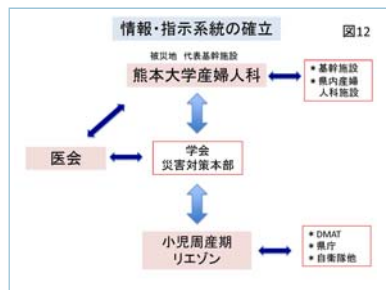 情報・指示系統の確立
図12
被災地 代表基幹施設
熊本大学産婦人科
＊基幹施設
＊県内産婦
人科施設
医会
学会
災害対策本部
小児周産期
リエゾン
＊DMAT
＊県庁
＊自衛隊他